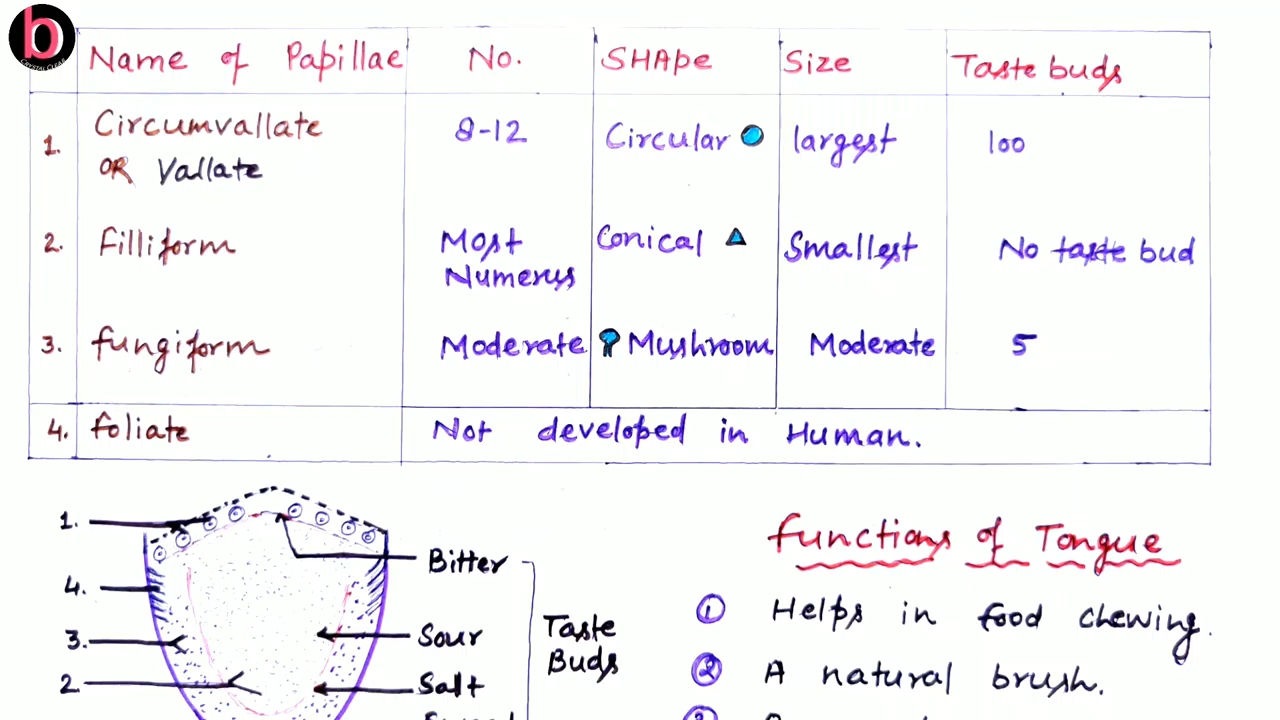 b
CRYSTAL CLEAR
Name of Papillae No. SHApe Size Taste buds
1. Circumvallate 8-12 Circular largest 100
OR Vallate
2. Filliform Most Conical Smallest No taste bud
Numerus
3. fungiform Moderate Mushroom Moderate 5
4. foliate Not developed in Human.
1.
Bitter
4.
3.
Sour
2
Salt
Taste
Buds
functions of Tongue
1 Helps in food chewing.
2 A natural brush.